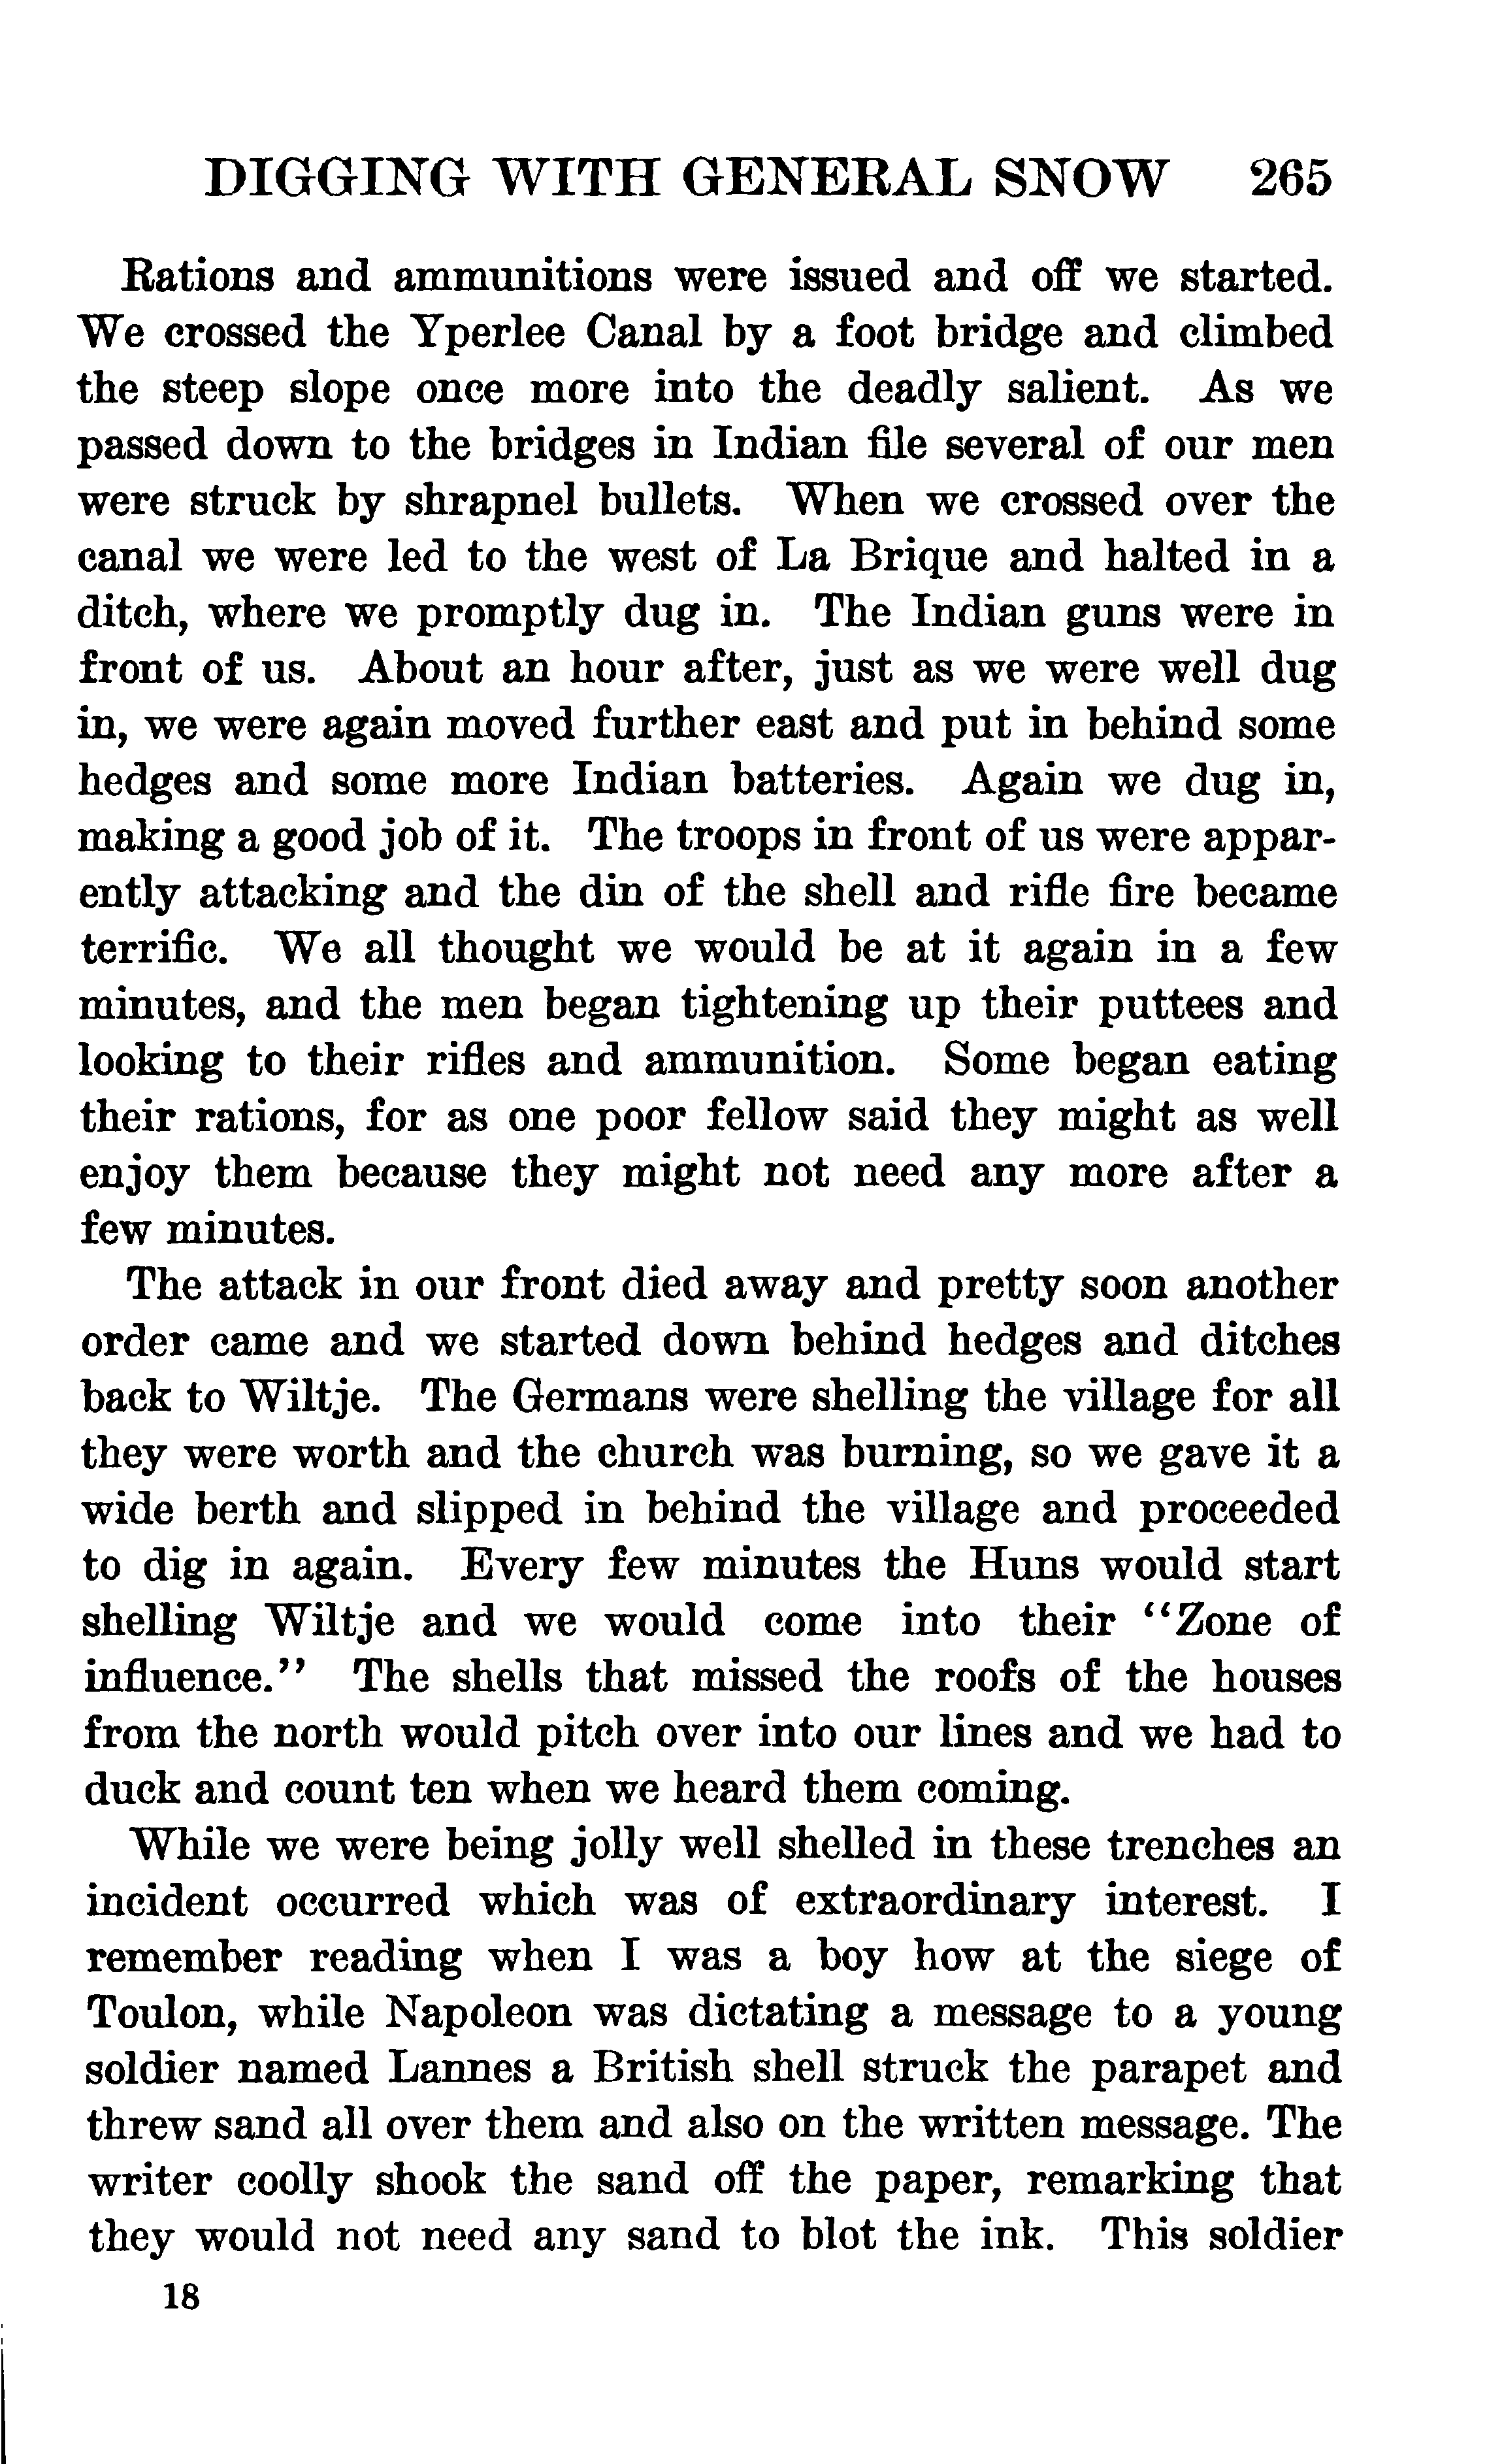 DIGGING WITH GENERAL SNOW 265
Rations and ammunitions were issued and off we started.
We crossed the Yperlee Canal by a foot bridge and climbed
the steep slope once more into the deadly salient. As we
passed down to the bridges in Indian file several of our men
were struck by shrapnel bullets. When we crossed over the
canal we were led to the west of La Brique and halted in a
ditch, where we promptly dug in. The Indian guns were in
front of us. About an hour after, just as we were well dug
in, we were again moved further east and put in behind some
hedges and some more Indian batteries. Again we dug in,
making a good job of it. The troops in front of us were appar-
ently attacking and the din of the shell and rifle fire became
terrific. We all thought we would be at it again in a few
minutes, and the men began tightening up their puttees and
looking to their rifles and ammunition. Some began eating
their rations, for as one poor fellow said they might as well
enjoy them because they might not need any more after a
few minutes.
The attack in our front died away and pretty soon another
order came and we started down behind hedges and ditches
back to Wiltje. The Germans were shelling the village for all
they were worth and the church was burning, so we gave it a
wide berth and slipped in behind the village and proceeded
to dig in again. Every few minutes the Huns would start
shelling Wiltje and we would come into their "Zone of
influence." The shells that missed the roofs of the houses
from the north would pitch over into our lines and we had to
duck and count ten when we heard them coming.
While we were being jolly well shelled in these trenches an
incident occurred which was of extraordinary interest. I
remember reading when I was a boy how at the siege of
Toulon, while Napoleon was dictating a message to a young
soldier named Lannes a British shell struck the parapet and
threw sand all over them and also on the written message. The
writer coolly shook the sand off the paper, remarking that
they would not need any sand to blot the ink. This soldier
18